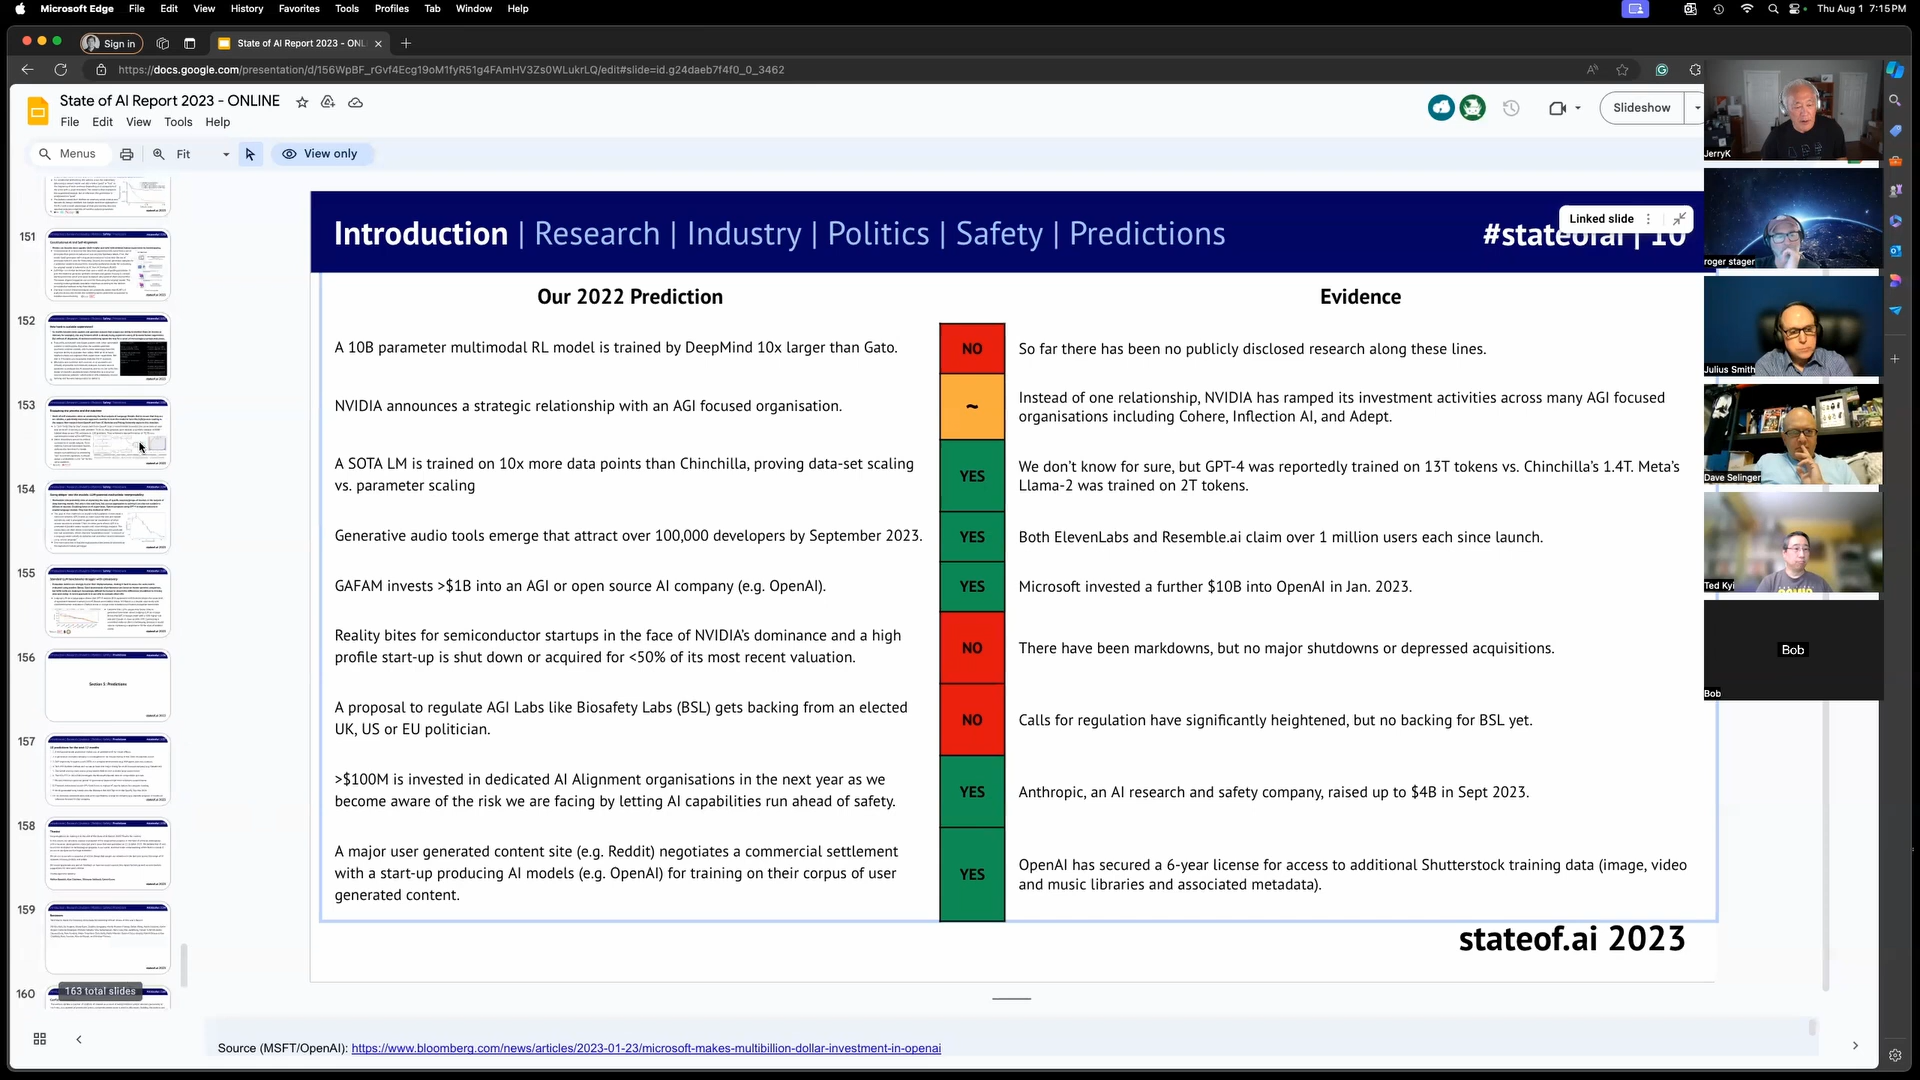 Microsoft Edge File Edit View History Favorites Tools Profiles Tab Window Help Thu Aug 1 7:15 PM
Sign in State of AI Report 2023 - ONL
https://docs.google.com/presentation/d/156WpBF_rGvf4Ecg19oM1fyR51g4FAmHV3Zs0WLukrLQ/edit#slide=id.g24daeb7f4f0_0_3462
State of AI Report 2023 - ONLINE
File Edit View Tools Help
Slideshow
Menus Fit View only
Linked slide
Introduction | Research | Industry | Politics | Safety | Predictions #stateofai | 10
Our 2022 Prediction Evidence
A 10B parameter multimodal RL model is trained by DeepMind 10x larger than Gato.
NO
So far there has been no publicly disclosed research along these lines.
NVIDIA announces a strategic relationship with an AGI focused organisation.
~
Instead of one relationship, NVIDIA has ramped its investment activities across many AGI focused
organisations including Cohere, Inflection AI, and Adept.
A SOTA LM is trained on 10x more data points than Chinchilla, proving data-set scaling
vs. parameter scaling
YES
We don't know for sure, but GPT-4 was reportedly trained on 13T tokens vs. Chinchilla's 1.4T. Meta's
Llama-2 was trained on 2T tokens.
Generative audio tools emerge that attract over 100,000 developers by September 2023.
YES
Both ElevenLabs and Resemble.ai claim over 1 million users each since launch.
GAFAM invests >$1B into an AGI or open source AI company (e.g. OpenAI).
YES
Microsoft invested a further $10B into OpenAI in Jan. 2023.
Reality bites for semiconductor startups in the face of NVIDIA's dominance and a high
profile start-up is shut down or acquired for <50% of its most recent valuation.
NO
There have been markdowns, but no major shutdowns or depressed acquisitions.
A proposal to regulate AGI Labs like Biosafety Labs (BSL) gets backing from an elected
UK, US or EU politician.
NO
Calls for regulation have significantly heightened, but no backing for BSL yet.
>$100M is invested in dedicated AI Alignment organisations in the next year as we
become aware of the risk we are facing by letting AI capabilities run ahead of safety.
YES
Anthropic, an AI research and safety company, raised up to $4B in Sept 2023.
A major user generated content site (e.g. Reddit) negotiates a commercial settlement
with a start-up producing AI models (e.g. OpenAI) for training on their corpus of user
generated content.
YES
OpenAI has secured a 6-year license for access to additional Shutterstock training data (image, video
and music libraries and associated metadata).
stateof.ai 2023
Source (MSFT/OpenAI): https://www.bloomberg.com/news/articles/2023-01-23/microsoft-makes-multibillion-dollar-investment-in-openai
151
152
153
154
155
156
Section 5. Predictions
157
158
159
160
163 total slides
JerryK
roger stager
Julius Smith
Dave Selinger
Ted Kyi
Bob
Bob